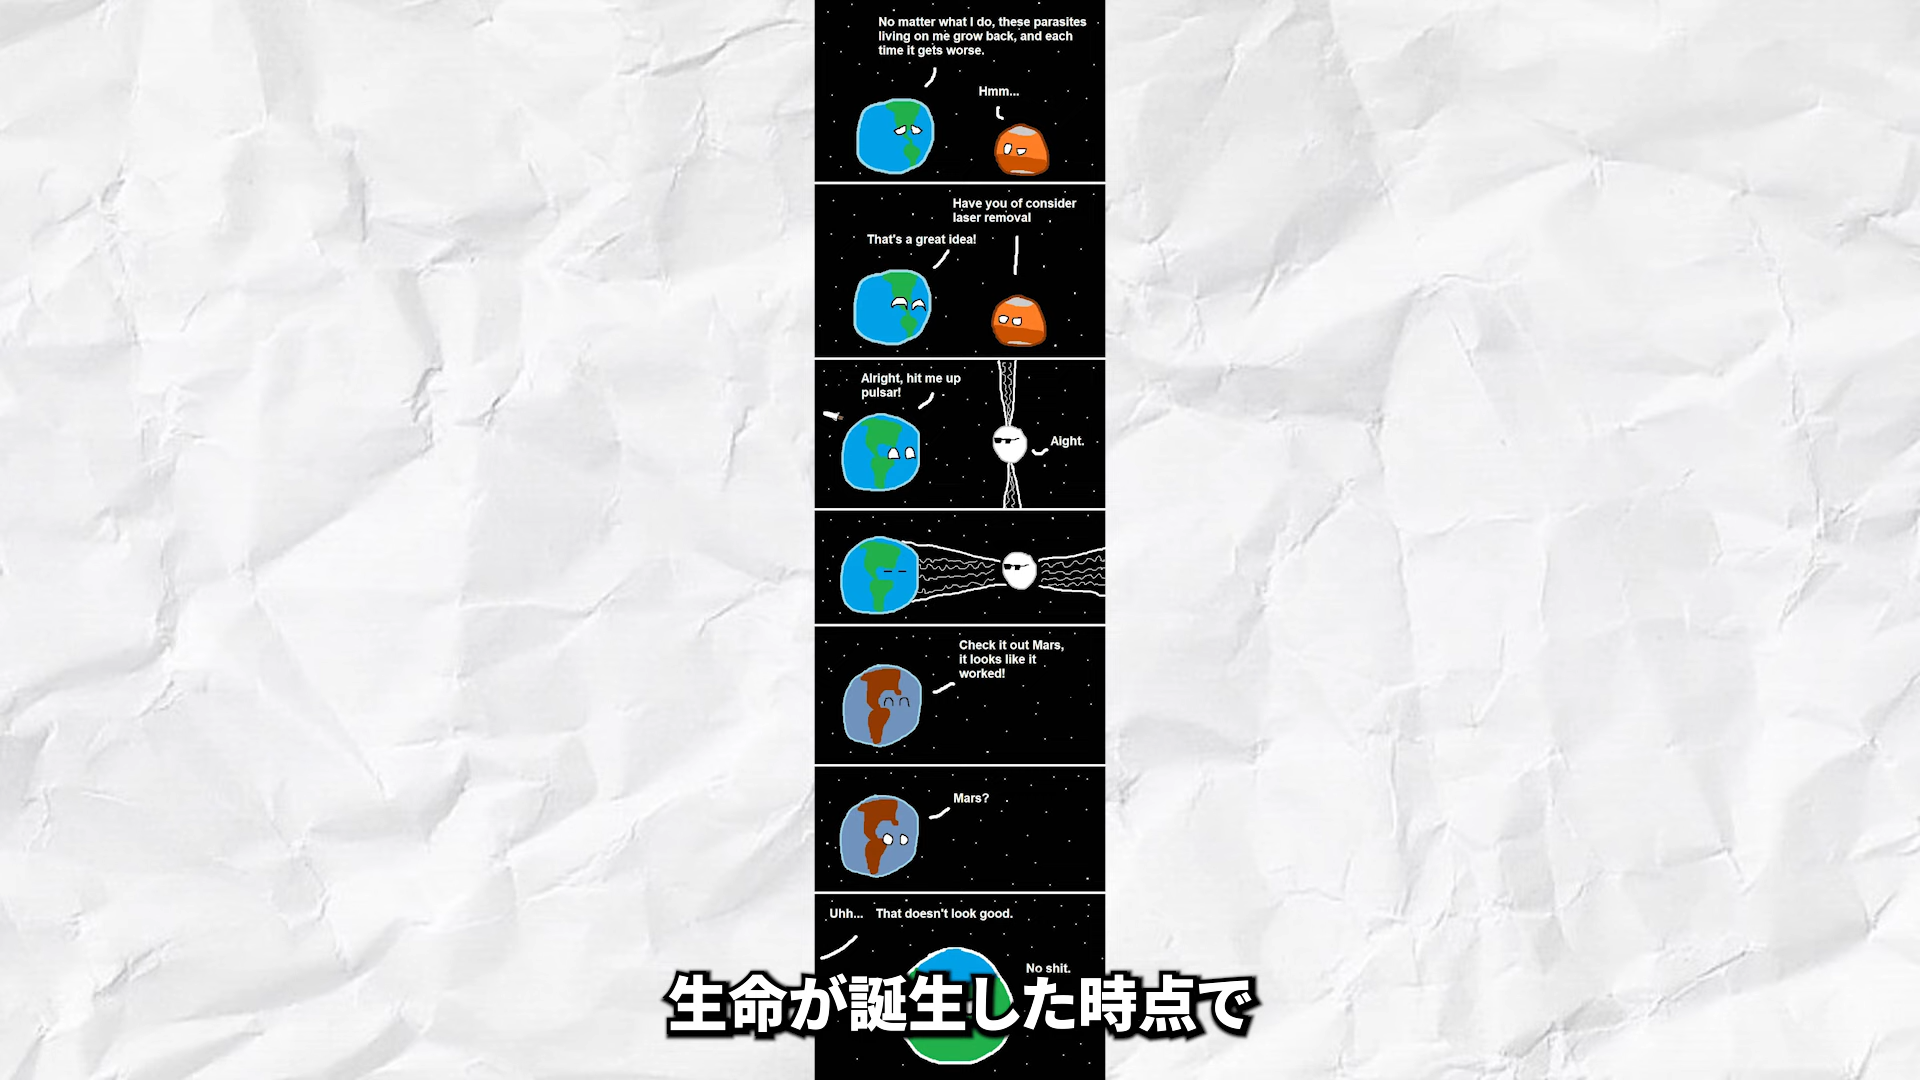 No matter what I do, these parasites
living on me grow back, and each
time it gets worse.
Hmm...
Have you of consider
laser removal
That's a great idea!
Alright, hit me up
pulsar!
Aight.
Check it out Mars,
it looks like it
worked!
Mars?
Uhh... That doesn't look good.
No shit.
生命が誕生した時点で